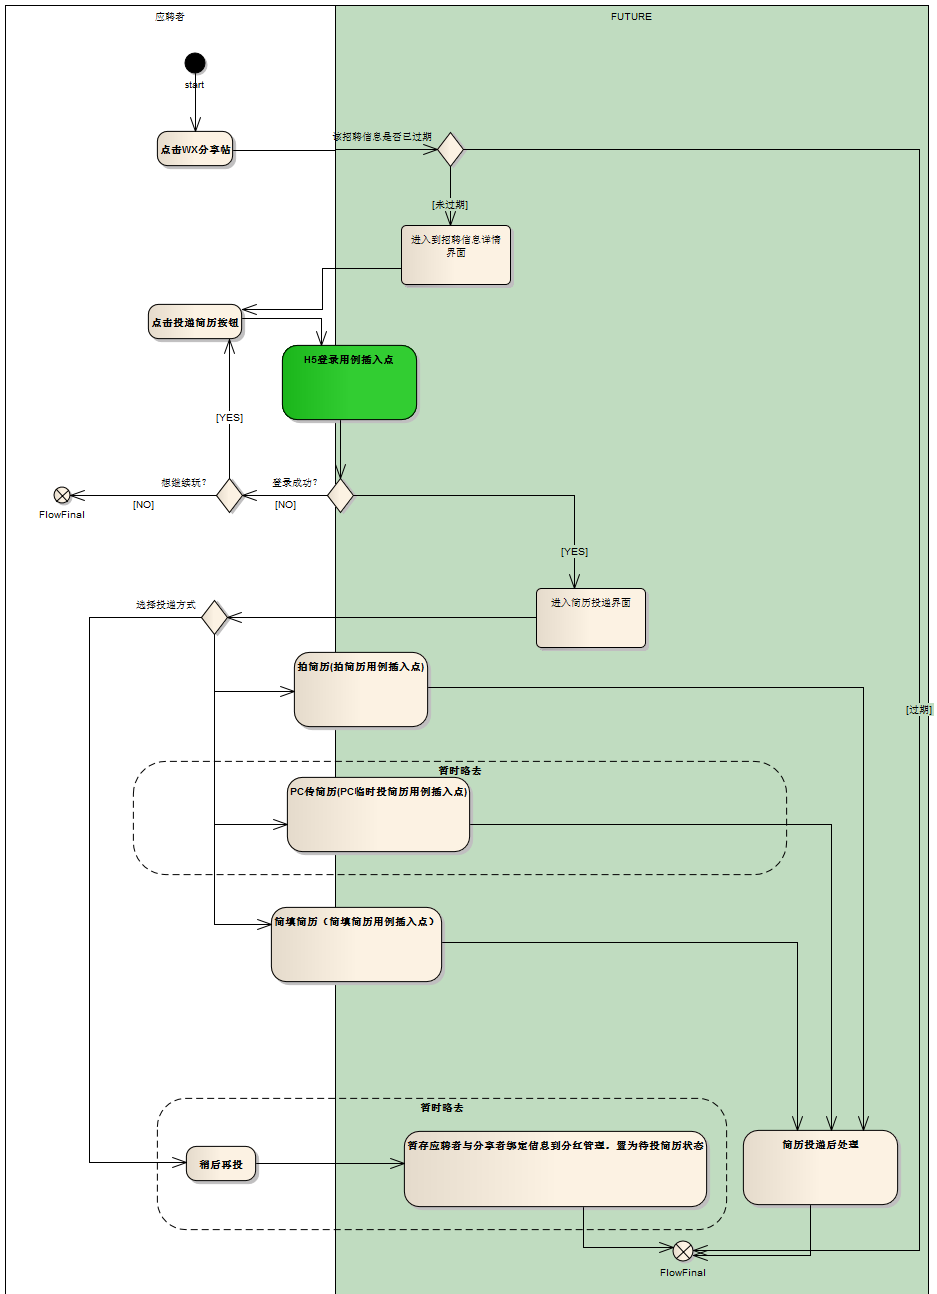 应聘者
FUTURE
start
该招聘信息是否已过期
点击WX分享帖
[未过期]
进入到招聘信息详情
界面
点击投递简历按钮
H5登录用例插入点
[YES]
想继续玩?
登录成功?
[NO]
[NO]
FlowFinal
[YES]
进入简历投递界面
选择投递方式
拍简历(拍简历用例插入点)
[过期]
暂时略去
PC传简历(PC临时投简历用例插入点)
简填简历（简填简历用例插入点）
暂时略去
暂存应聘者与分享者绑定信息到分红管理，置为待投简历状态
简历投递后处理
稍后再投
FlowFinal